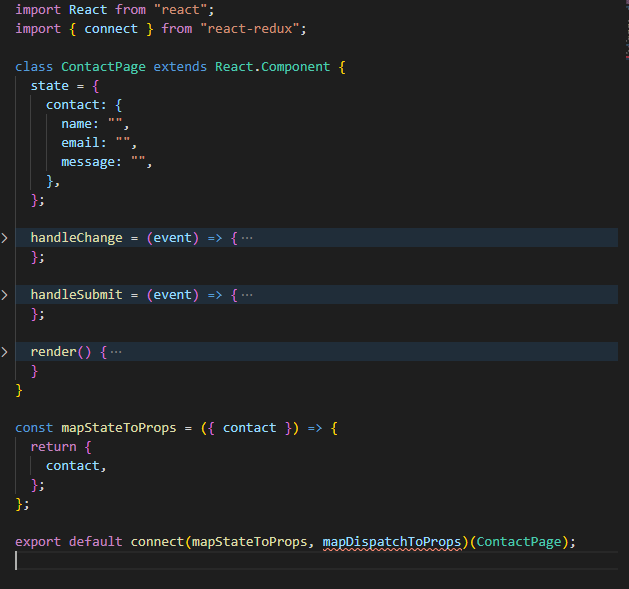 import React from "react";
import { connect } from "react-redux";
class ContactPage extends React.Component {
state = {
contact: {
name: "",
email: "",
message: "",
},
};
handleChange = (event) => { ···
};
handleSubmit = (event) => { ···
};
render() { ···
}
}
const mapStateToProps = ({ contact }) => {
return {
contact,
};
};
export default connect(mapStateToProps, mapDispatchToProps)(ContactPage);